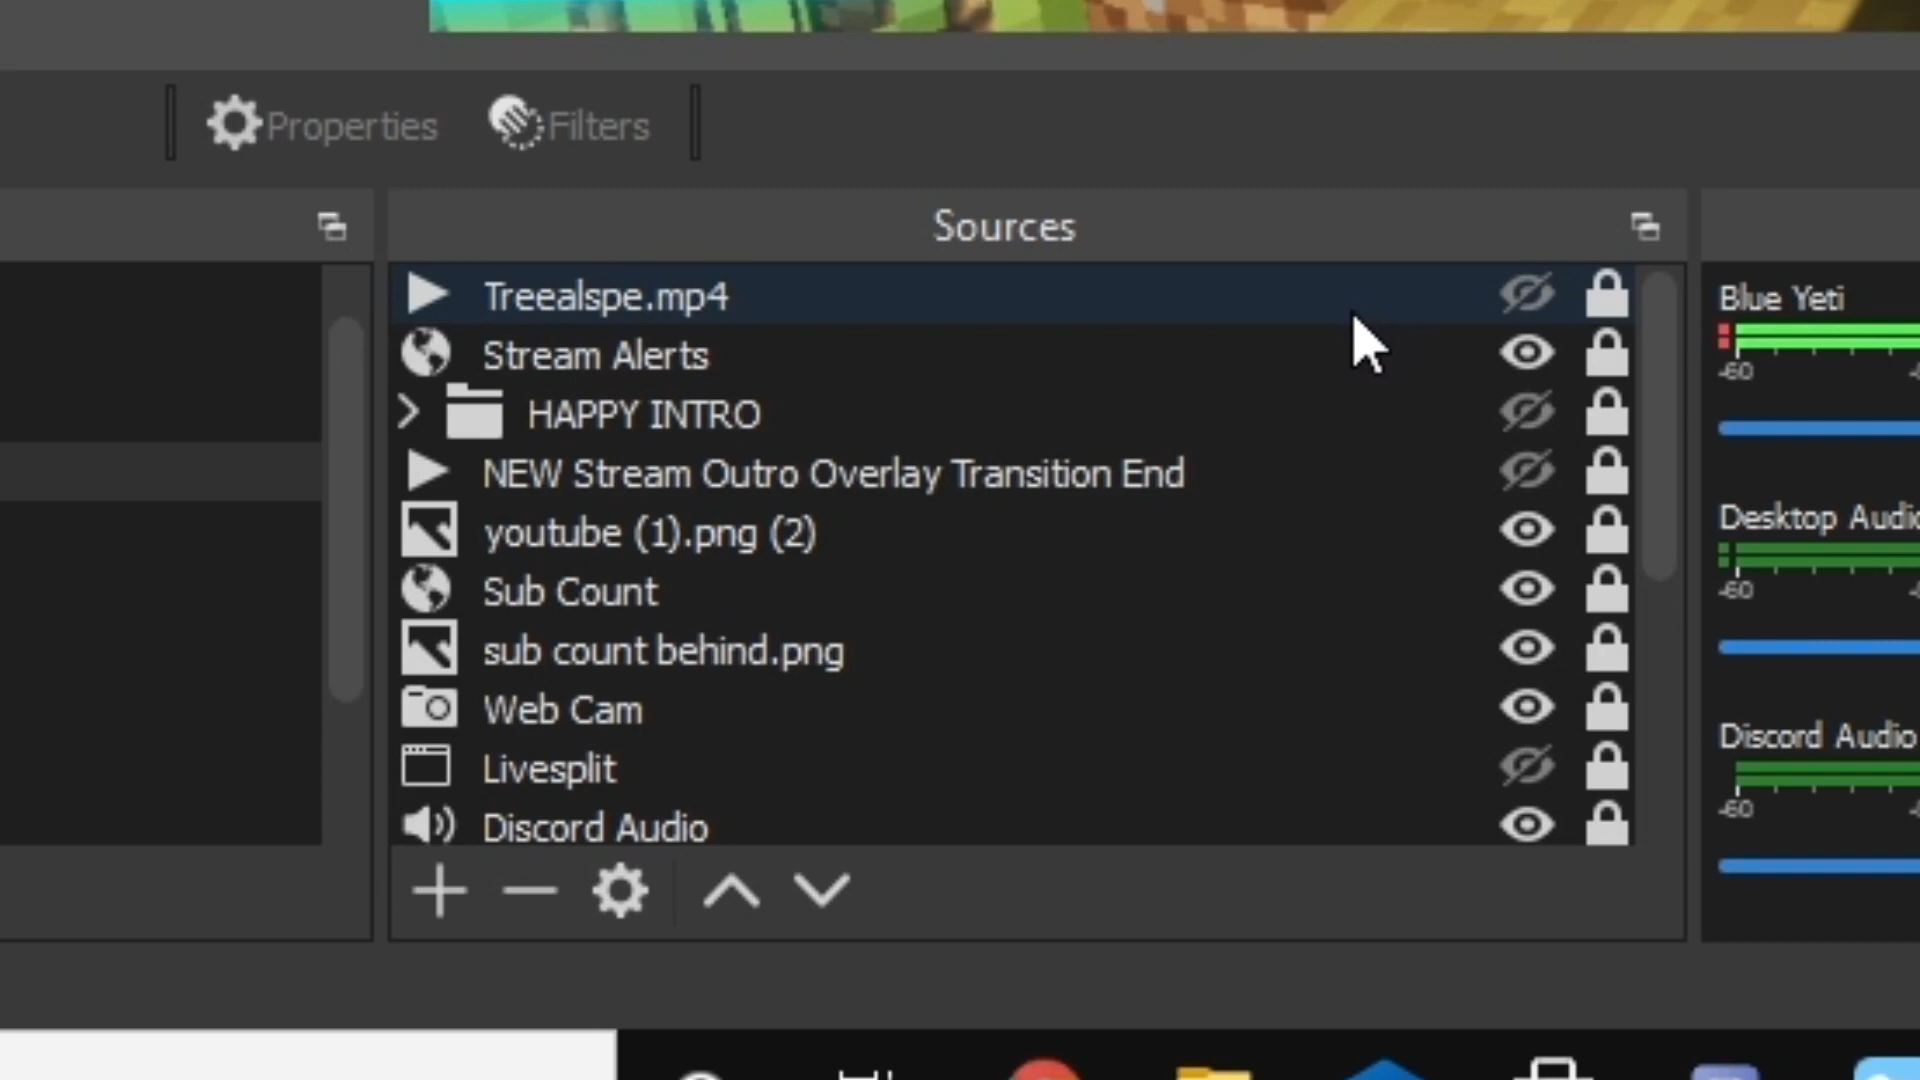 Properties
Filters
Sources
Treealspe.mp4
Stream Alerts
HAPPY INTRO
NEW Stream Outro Overlay Transition End
youtube (1).png (2)
Sub Count
sub count behind.png
Web Cam
Livesplit
Discord Audio
Blue Yeti
-60
Desktop Audio
-60
Discord Audio
-60